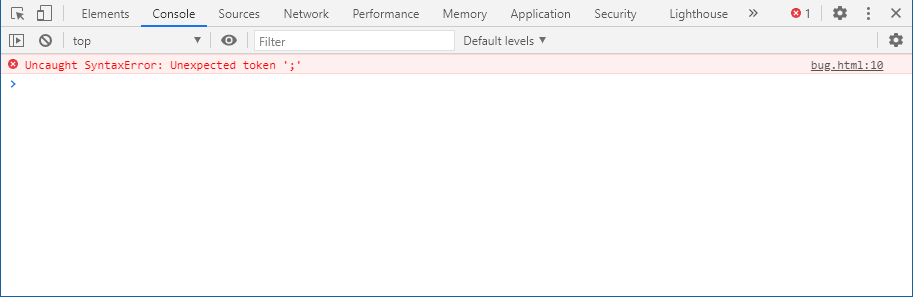 Elements Console Sources Network Performance Memory Application Security Lighthouse » 1
top Filter Default levels
Uncaught SyntaxError: Unexpected token ';' bug.html:10
>